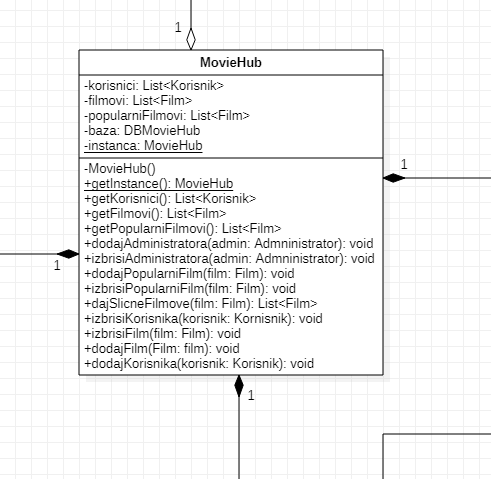 1
MovieHub
-korisnici: List<Korisnik>
-filmovi: List<Film>
-popularniFilmovi: List<Film>
-baza: DBMovieHub
-instanca: MovieHub
-MovieHub()
+getInstance(): MovieHub
+getKorisnici(): List<Korisnik>
+getFilmovi(): List<Film>
+getPopularniFilmovi(): List<Film>
+dodajAdministratora(admin: Admninistrator): void
+izbrisiAdministratora(admin: Admninistrator): void
+dodajPopularniFilm(film: Film): void
+izbrisiPopularniFilm(film: Film): void
+dajSlicneFilmove(film: Film): List<Film>
+izbrisiKorisnika(korisnik: Kornisnik): void
+izbrisiFilm(film: Film): void
+dodajFilm(Film: film): void
+dodajKorisnika(korisnik: Korisnik): void
1
1
1